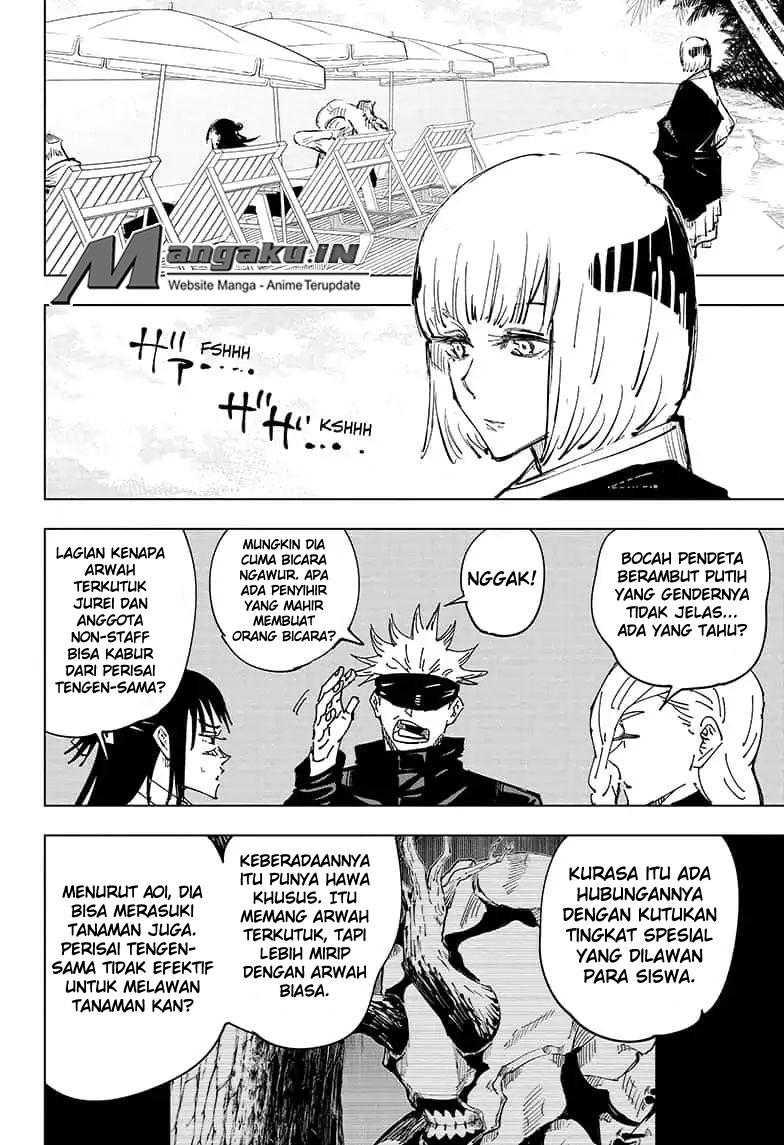 Mangaku.iN
Website Manga - Anime Terupdate
ザァ
FSHHH
ザザ
KSHHH
BOCAH PENDETA
BERAMBUT PUTIH
YANG GENDERNYA
TIDAK JELAS...
ADA YANG TAHU?
NGGAK!
MUNGKIN DIA
CUMA BICARA
NGAWUR. APA
ADA PENYIHIR
YANG MAHIR
MEMBUAT
ORANG BICARA?
LAGIAN KENAPA
ARWAH
TERKUTUK
JUREI DAN
ANGGOTA
NON-STAFF
BISA KABUR
DARI PERISAI
TENGEN-SAMA?
KURASA ITU ADA
HUBUNGANNYA
DENGAN KUTUKAN
TINGKAT SPESIAL
YANG DILAWAN
PARA SISWA.
KEBERADAANNYA
ITU PUNYA HAWA
KHUSUS. ITU
MEMANG ARWAH
TERKUTUK, TAPI
LEBIH MIRIP
DENGAN ARWAH
BIASA.
MENURUT AOI, DIA
BISA MERASUKI
TANAMAN JUGA.
PERISAI TENGEN-
SAMA TIDAK EFEKTIF
UNTUK MELAWAN
TANAMAN KAN?